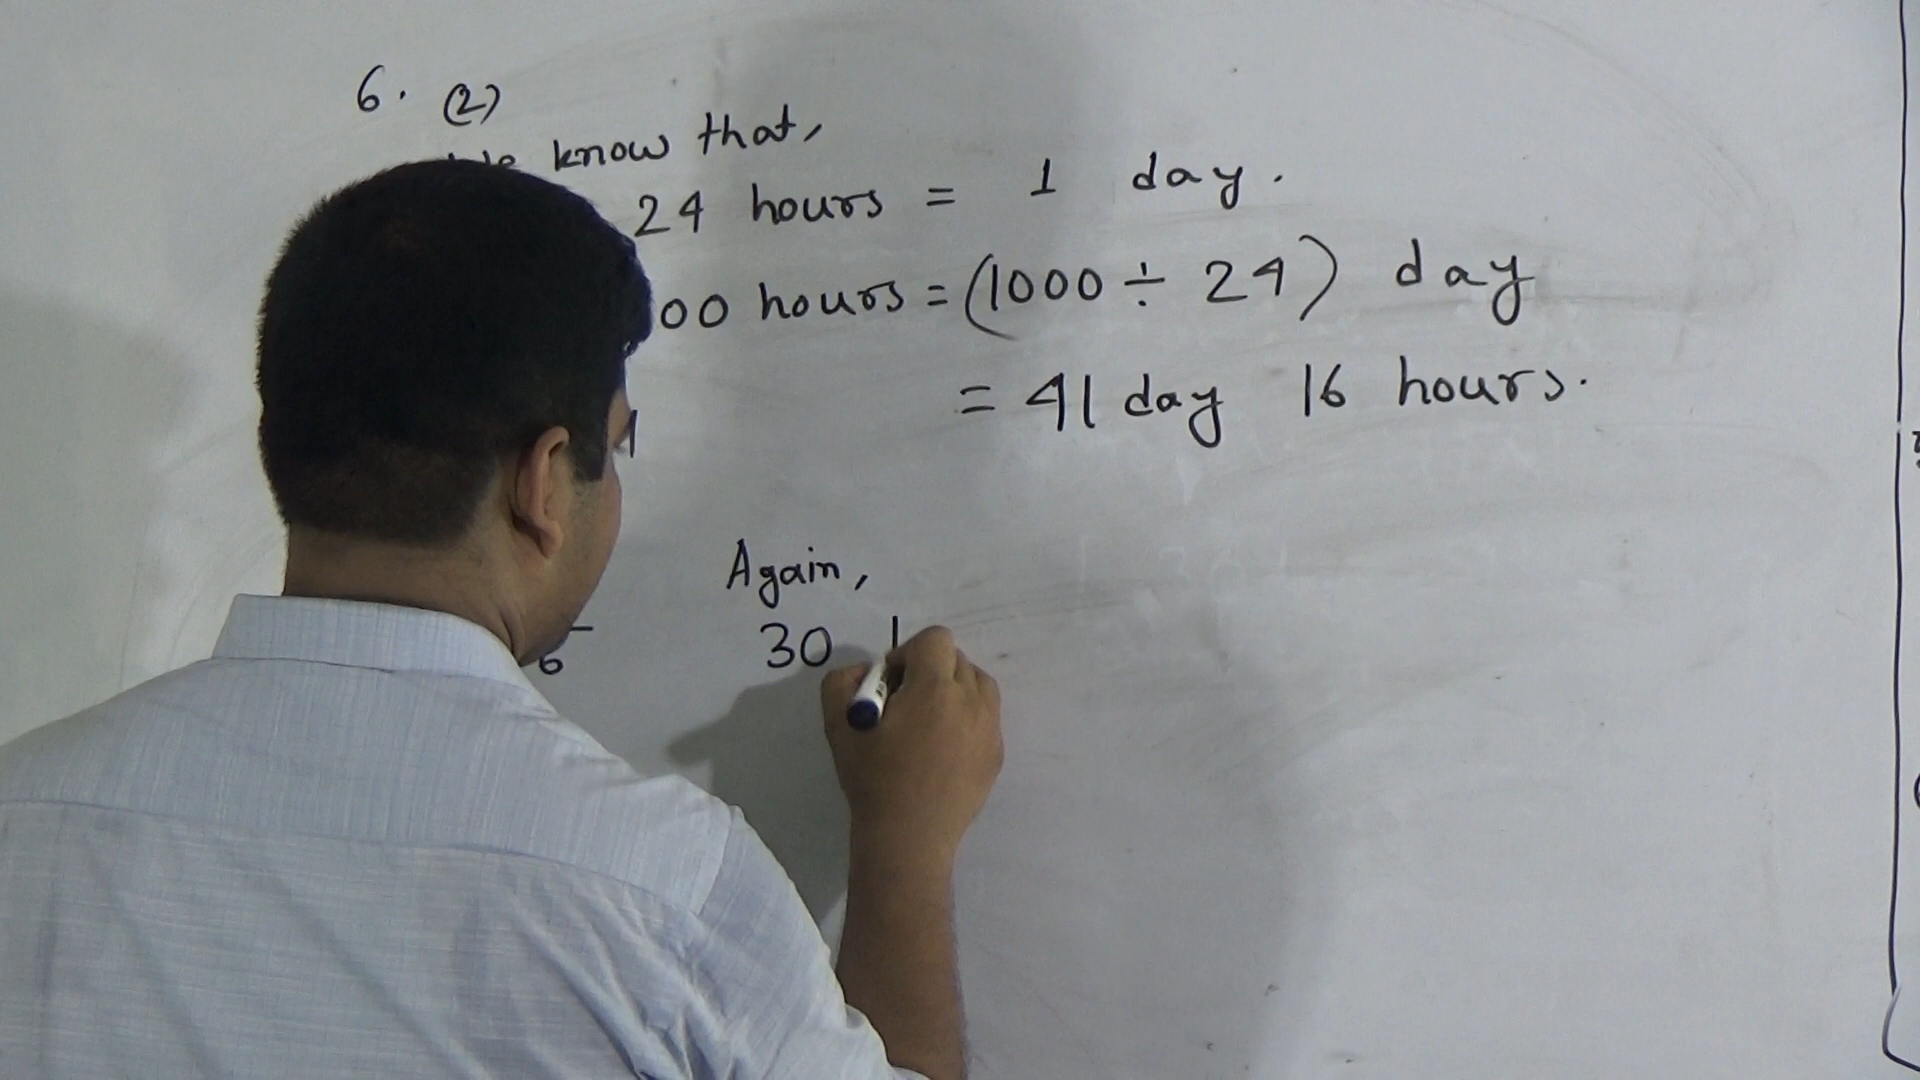 6. (2)
know that,
24 hours = 1 day.
00 hours = (1000 ÷ 24) day
= 41 day 16 hours.
Again,
6 30